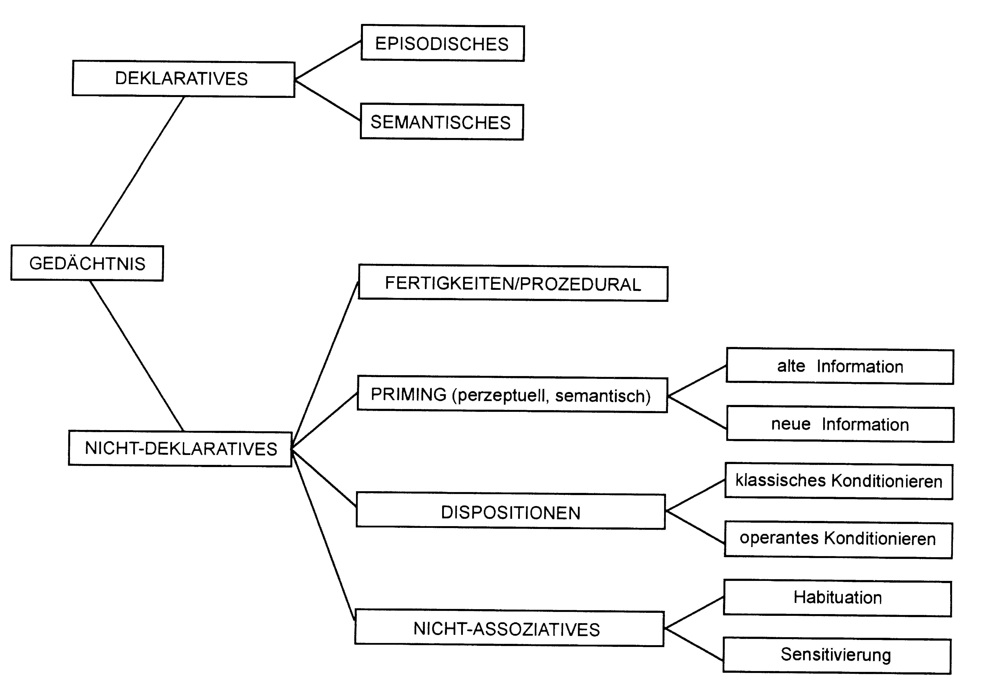 EPISODISCHES
DEKLARATIVES
SEMANTISCHES
GEDÄCHTNIS
FERTIGKEITEN/PROZEDURAL
alte Information
PRIMING (perzeptuell, semantisch)
neue Information
NICHT-DEKLARATIVES
klassisches Konditionieren
DISPOSITIONEN
operantes Konditionieren
Habituation
NICHT-ASSOZIATIVES
Sensitivierung